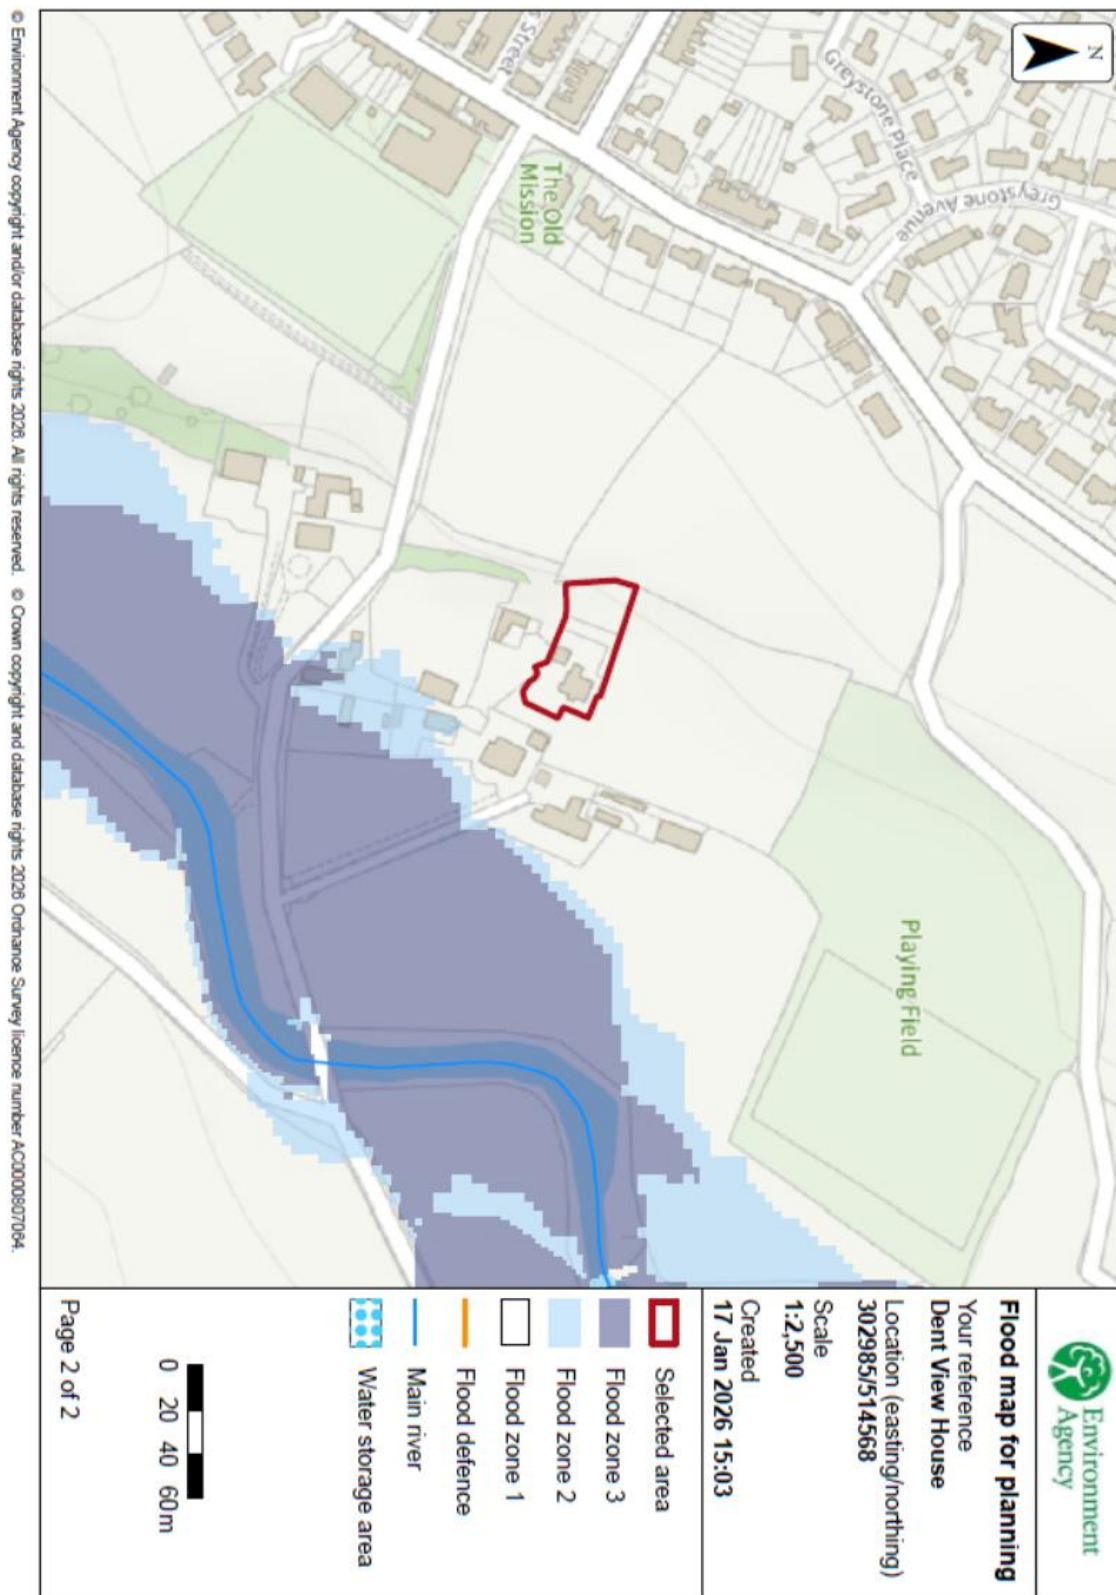 Environment
Agency
Flood map for planning
Your reference
Dent View House
Location (easting/northing)
302985/514568
Scale
1:2,500
Created
17 Jan 2026 15:03
Selected area
Flood zone 3
Flood zone 2
Flood zone 1
Flood defence
Main river
Water storage area
0 20 40 60m
Page 2 of 2
N
Greystone Place
Greystone Avenue
Street
The Old
Mission
Playing Field
© Environment Agency copyright and/or database rights 2026. All rights reserved. © Crown copyright and database rights 2026 Ordnance Survey licence number AC0000807064.